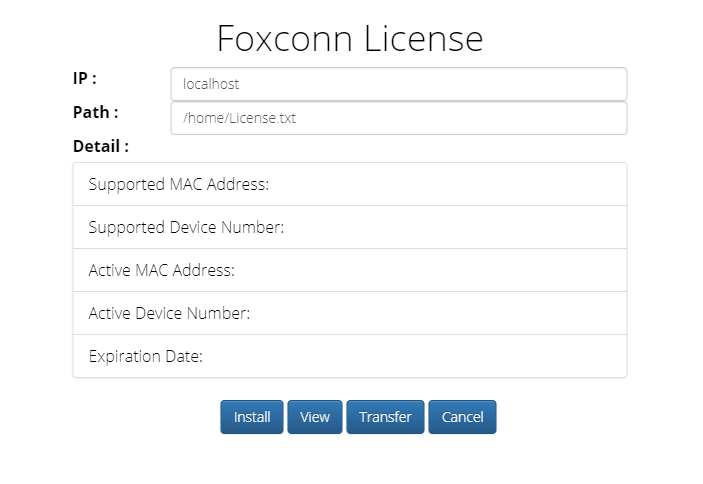 Foxconn License
IP :
localhost
Path :
/home/License.txt
Detail :
Supported MAC Address:
Supported Device Number:
Active MAC Address:
Active Device Number:
Expiration Date:
Install View Transfer Cancel